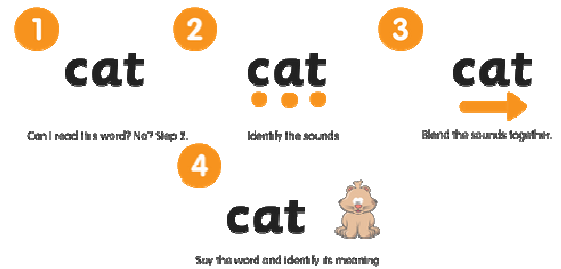 1
cat
Can I read this word? No? Step 2.
2
cat
Identify the sounds
3
cat
Blend the sounds together.
4
cat
Say the word and identify its meaning